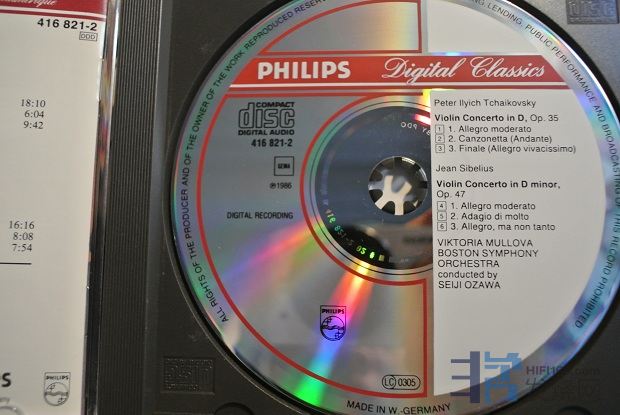 416 821-2
DDD
18:10
6:04
9:42
16:16
8:08
7:54
PHILIPS
ALL RIGHTS OF THE PRODUCER AND OF THE OWNER OF THE WORK REPRODUCED RESERVED
LENDING, PUBLIC PERFORMANCE AND BROADCASTING OF THIS RECORD PROHIBITED
PHILIPS Digital Classics
COMPACT
disc
DIGITAL AUDIO
416 821-2
GEMA
℗1986
DIGITAL RECORDING
PHILIPS
Peter Ilyich Tchaikovsky
Violin Concerto in D, Op. 35
1 1. Allegro moderato
2 2. Canzonetta (Andante)
3 3. Finale (Allegro vivacissimo)
Jean Sibelius
Violin Concerto in D minor,
Op. 47
4 1. Allegro moderato
5 2. Adagio di molto
6 3. Allegro, ma non tanto
VIKTORIA MULLOVA
BOSTON SYMPHONY
ORCHESTRA
conducted by
SEIJI OZAWA
LC 0305
MADE IN W.-GERMANY